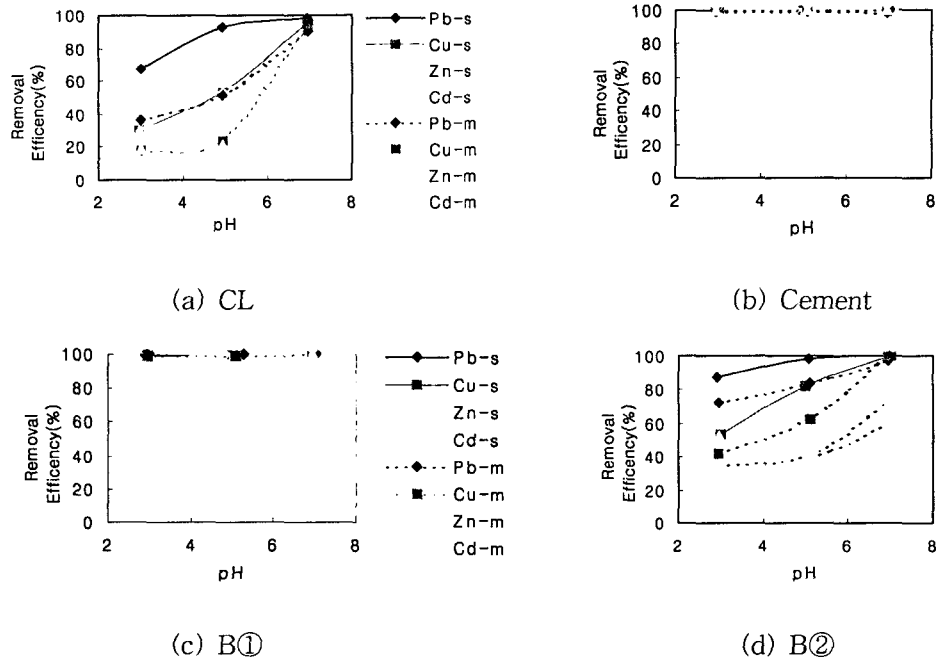 100
80
60
40
20
0
2
4
6
8
Removal
Efficency(%)
pH
Pb-s
Cu-s
Zn-s
Cd-s
Pb-m
Cu-m
Zn-m
Cd-m
(a) CL
100
80
60
40
20
0
2
4
6
8
Removal
Efficency(%)
pH
(b) Cement
100
80
60
40
20
0
2
4
6
8
Removal
Efficency(%)
pH
Pb-s
Cu-s
Zn-s
Cd-s
Pb-m
Cu-m
Zn-m
Cd-m
(c) B①
100
80
60
40
20
0
2
4
6
8
Removal
Efficency(%)
pH
(d) B②